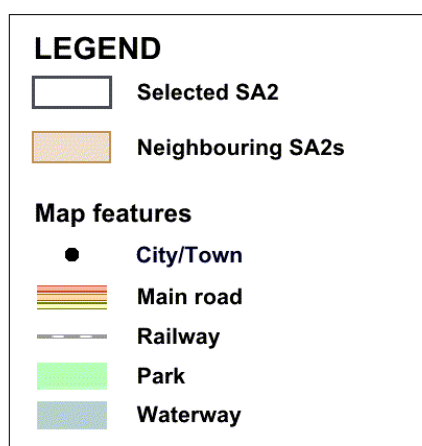 LEGEND
Selected SA2
Neighbouring SA2s
Map features
City/Town
Main road
Railway
Park
Waterway